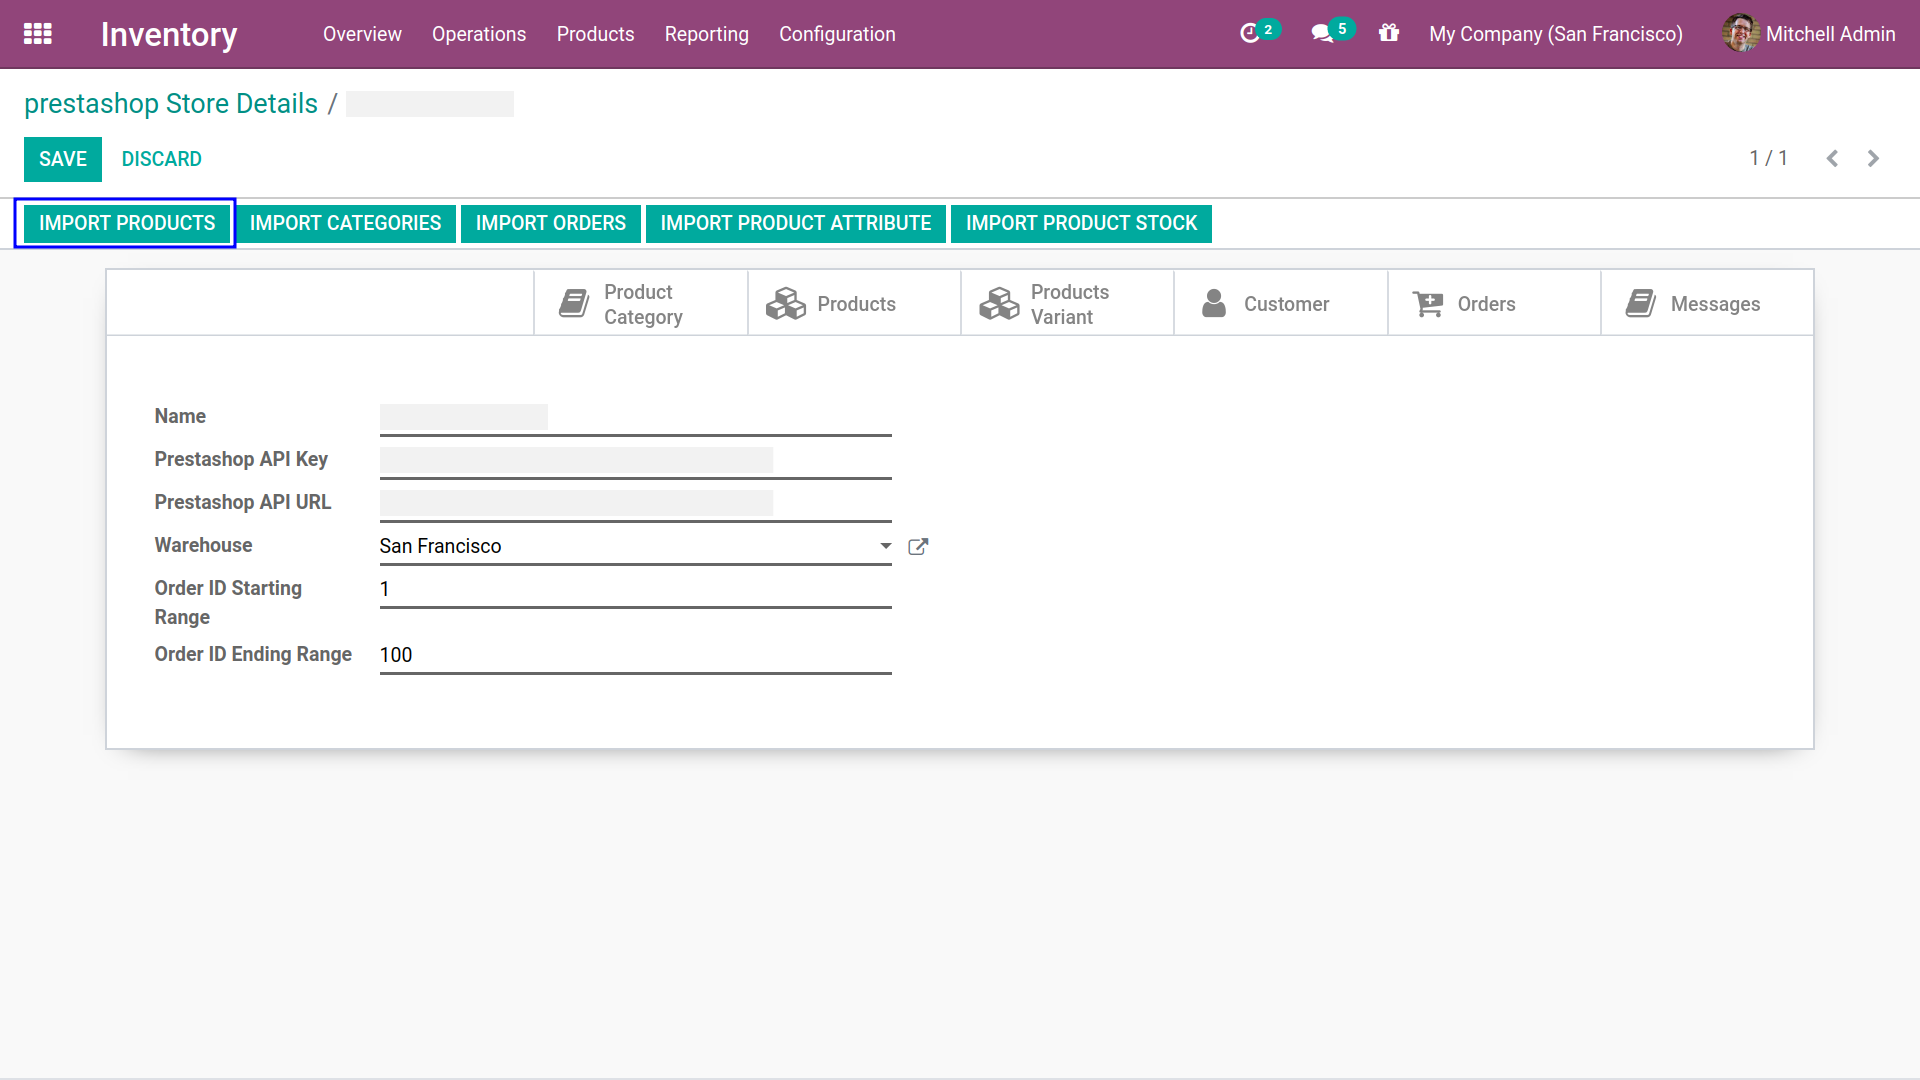 Inventory
Overview Operations Products Reporting Configuration
2 5 My Company (San Francisco) Mitchell Admin
prestashop Store Details /
SAVE DISCARD 1 / 1
IMPORT PRODUCTS IMPORT CATEGORIES IMPORT ORDERS IMPORT PRODUCT ATTRIBUTE IMPORT PRODUCT STOCK
Product
Category
Products
Products
Variant
Customer
Orders
Messages
Name
Prestashop API Key
Prestashop API URL
Warehouse San Francisco
Order ID Starting
Range
1
Order ID Ending Range 100